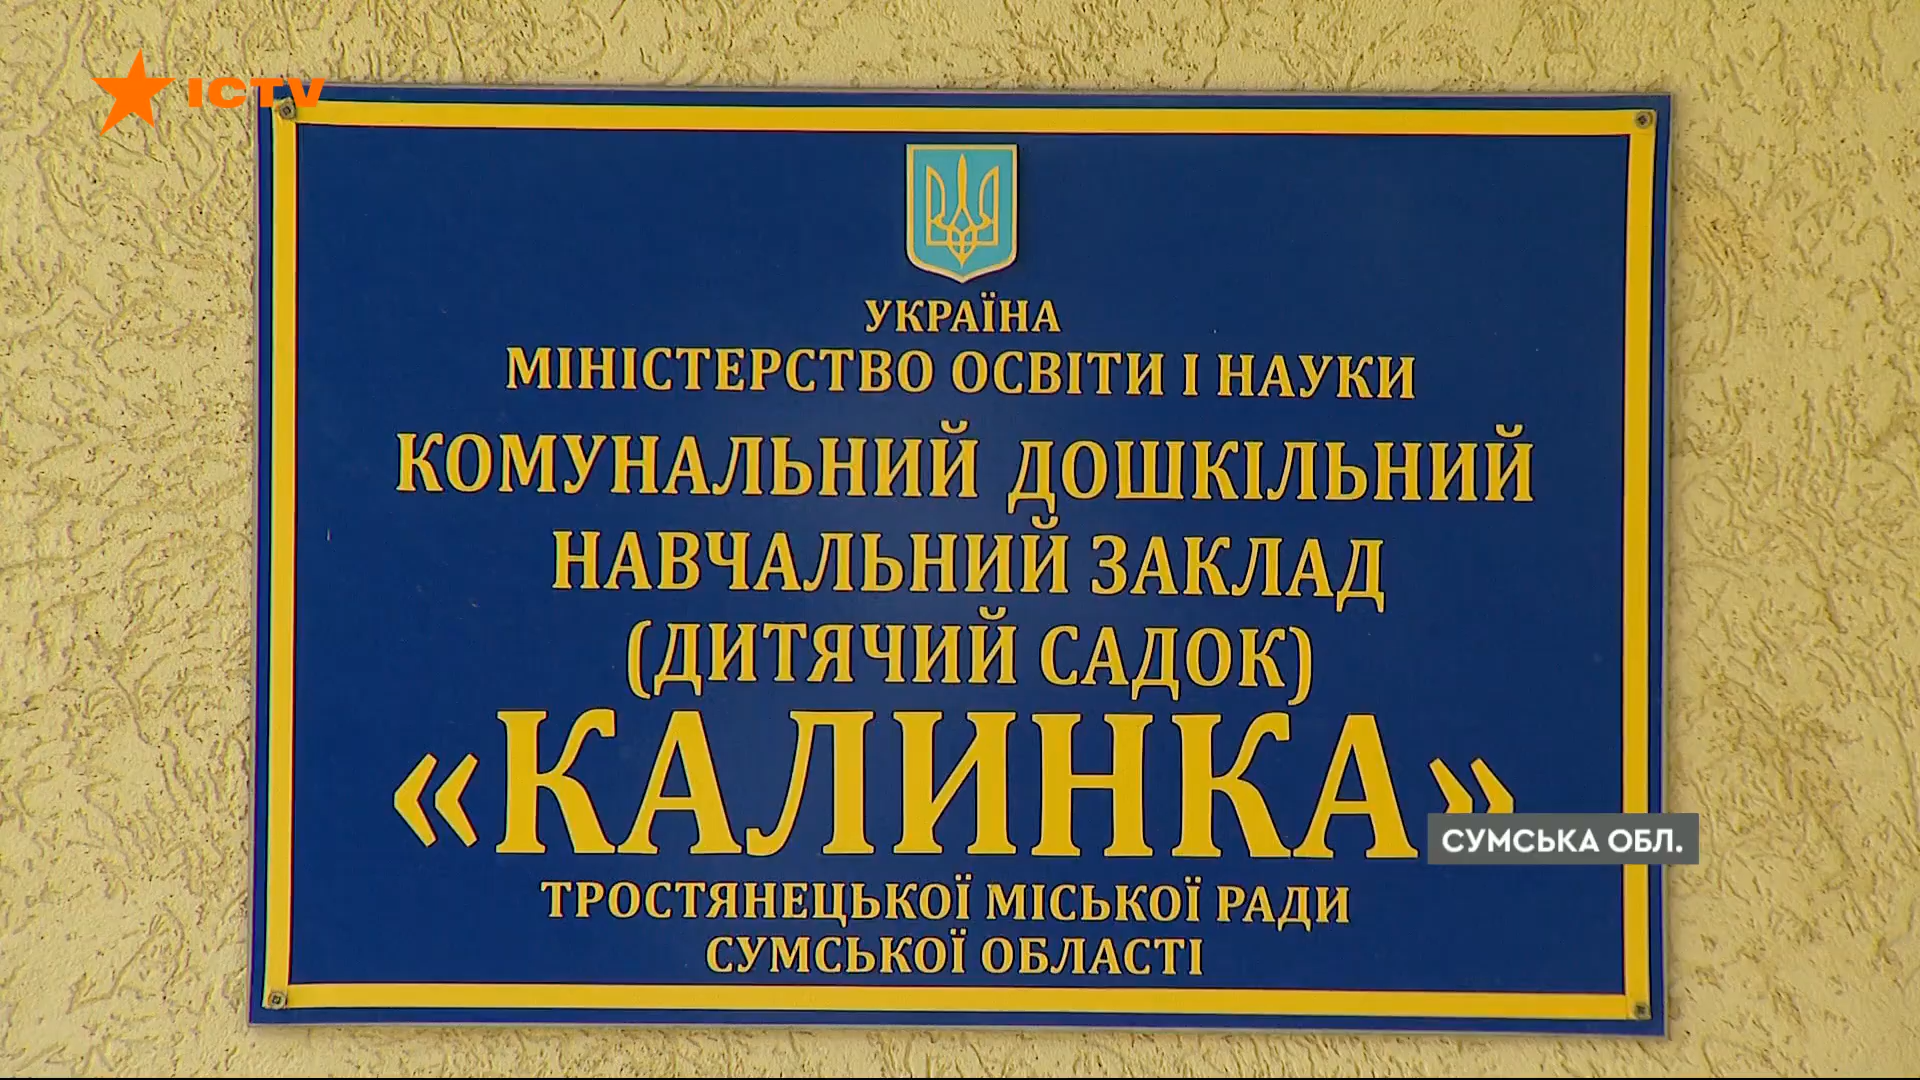 ICTV
УКРАЇНА
МІНІСТЕРСТВО ОСВІТИ І НАУКИ
КОМУНАЛЬНИЙ ДОШКІЛЬНИЙ
НАВЧАЛЬНИЙ ЗАКЛАД
(ДИТЯЧИЙ САДОК)
«КАЛИНКА»
СУМСЬКА ОБЛ.
ТРОСТЯНЕЦЬКОЇ МІСЬКОЇ РАДИ
СУМСЬКОЇ ОБЛАСТІ